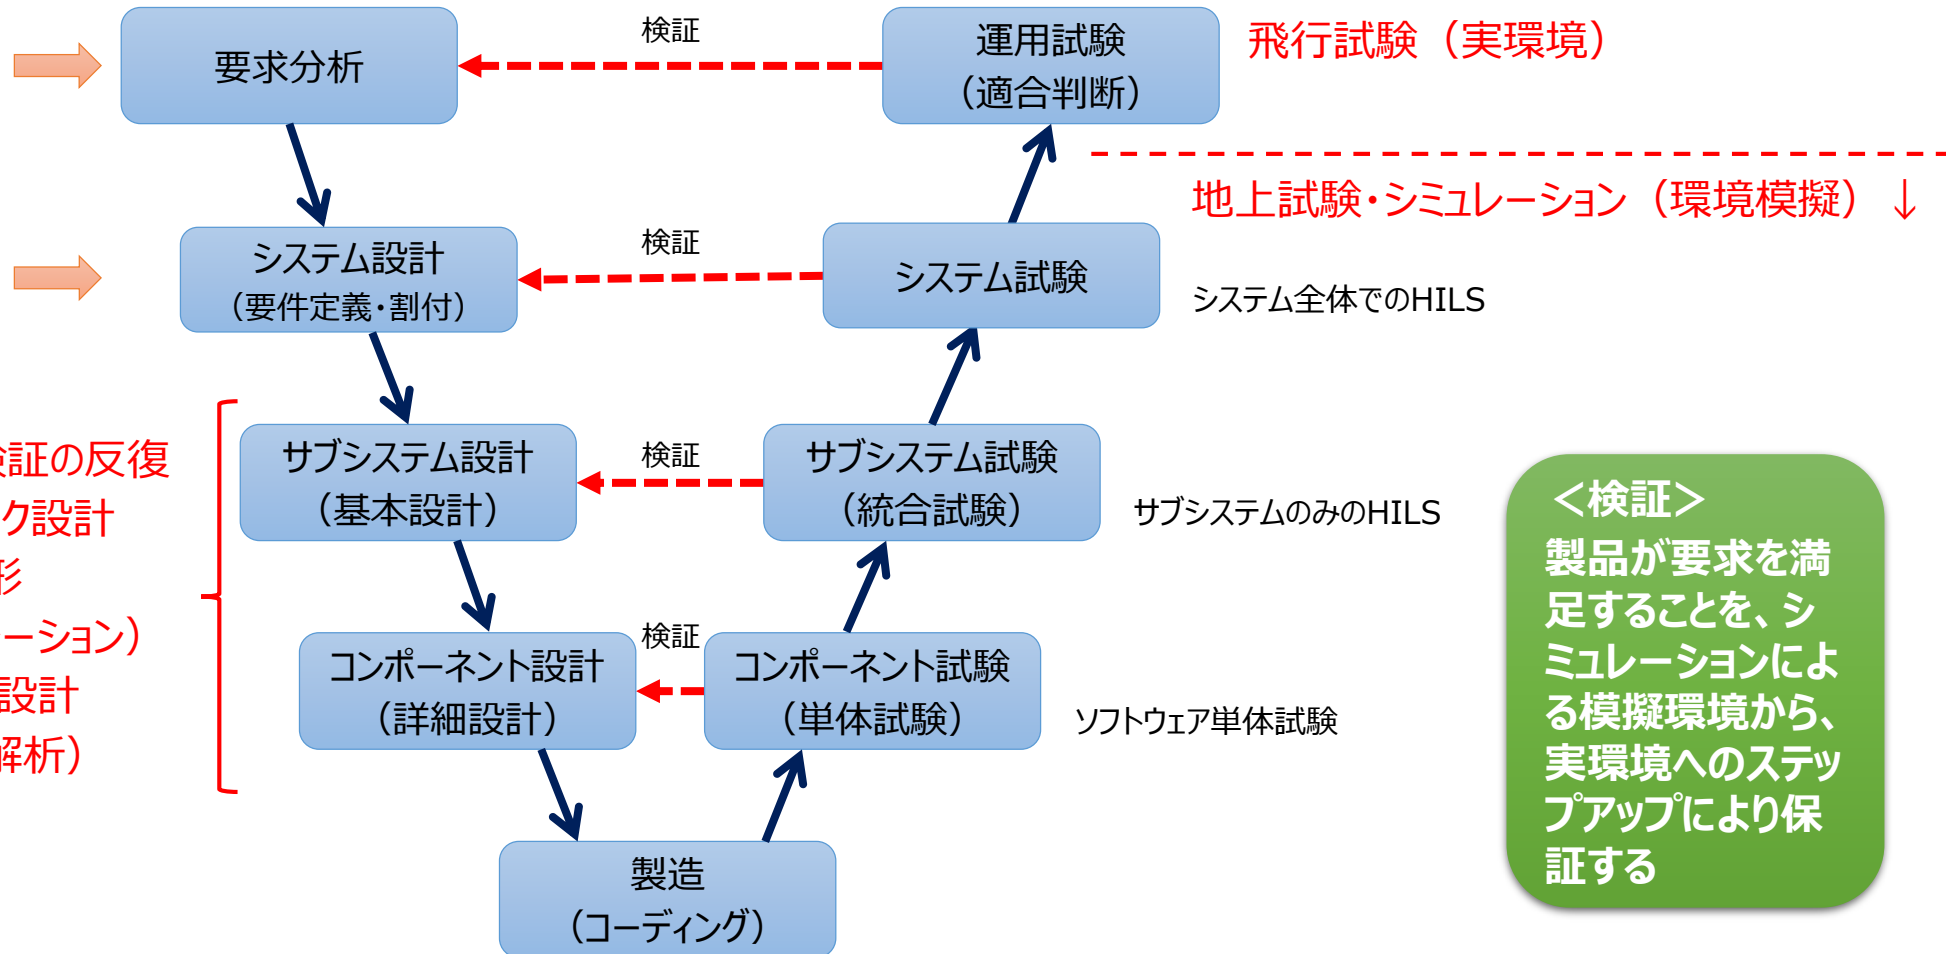 要求分析
検証
運用試験
（適合判断）
飛行試験（実環境）
地上試験・シミュレーション（環境模擬）↓
システム設計
（要件定義・割付）
検証
システム試験
システム全体でのHILS
証の反復
ク設計
形
ーション）
設計
解析）
サブシステム設計
（基本設計）
検証
サブシステム試験
（統合試験）
サブシステムのみのHILS
コンポーネント設計
（詳細設計）
検証
コンポーネント試験
（単体試験）
ソフトウェア単体試験
製造
（コーディング）
＜検証＞
製品が要求を満
足することを、シ
ミュレーションによ
る模擬環境から、
実環境へのステッ
プアップにより保
証する